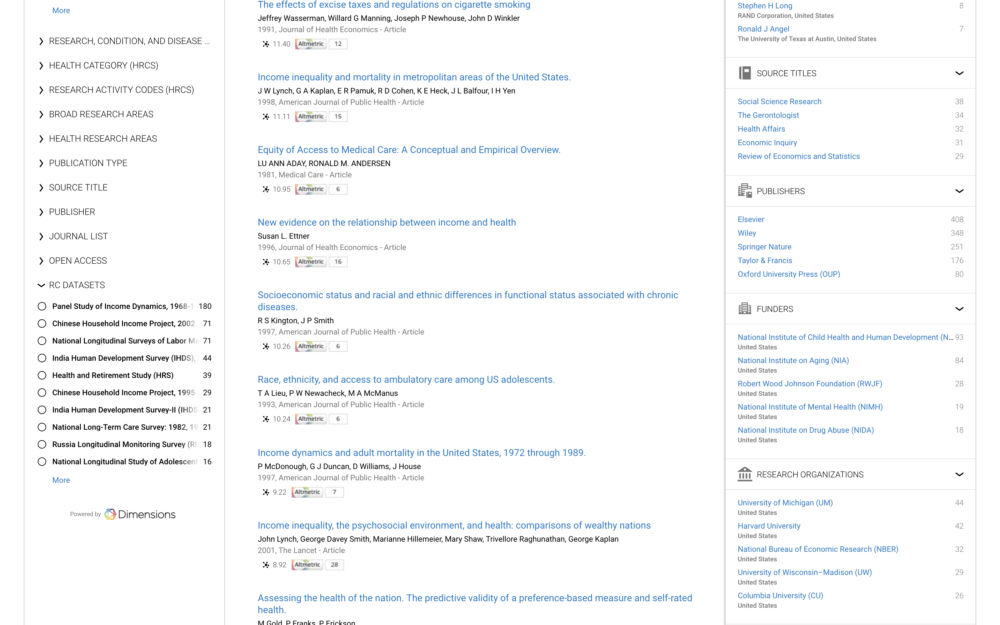 More
RESEARCH, CONDITION, AND DISEASE ...
HEALTH CATEGORY (HRCS)
RESEARCH ACTIVITY CODES (HRCS)
BROAD RESEARCH AREAS
HEALTH RESEARCH AREAS
PUBLICATION TYPE
SOURCE TITLE
PUBLISHER
JOURNAL LIST
OPEN ACCESS
RC DATASETS
Panel Study of Income Dynamics, 1968-1 180
Chinese Household Income Project, 2002 71
National Longitudinal Surveys of Labor Ma 71
India Human Development Survey (IHDS), 44
Health and Retirement Study (HRS) 39
Chinese Household Income Project, 1995 29
India Human Development Survey-II (IHDS 21
National Long-Term Care Survey: 1982, 19 21
Russia Longitudinal Monitoring Survey (RL 18
National Longitudinal Study of Adolescent 16
More
Powered by Dimensions
The effects of excise taxes and regulations on cigarette smoking
Jeffrey Wasserman, Willard G Manning, Joseph P Newhouse, John D Winkler
1991, Journal of Health Economics - Article
11.40 Altmetric 12
Income inequality and mortality in metropolitan areas of the United States.
J W Lynch, G A Kaplan, E R Pamuk, R D Cohen, K E Heck, J L Balfour, I H Yen
1998, American Journal of Public Health - Article
11.11 Altmetric 15
Equity of Access to Medical Care: A Conceptual and Empirical Overview.
LU ANN ADAY, RONALD M. ANDERSEN
1981, Medical Care - Article
10.95 Altmetric 6
New evidence on the relationship between income and health
Susan L. Ettner
1996, Journal of Health Economics - Article
10.65 Altmetric 16
Socioeconomic status and racial and ethnic differences in functional status associated with chronic
diseases.
R S Kington, J P Smith
1997, American Journal of Public Health - Article
10.26 Altmetric 6
Race, ethnicity, and access to ambulatory care among US adolescents.
T A Lieu, P W Newacheck, M A McManus
1993, American Journal of Public Health - Article
10.24 Altmetric 6
Income dynamics and adult mortality in the United States, 1972 through 1989.
P McDonough, G J Duncan, D Williams, J House
1997, American Journal of Public Health - Article
9.22 Altmetric 7
Income inequality, the psychosocial environment, and health: comparisons of wealthy nations
John Lynch, George Davey Smith, Marianne Hillemeier, Mary Shaw, Trivellore Raghunathan, George Kaplan
2001, The Lancet - Article
8.92 Altmetric 28
Assessing the health of the nation. The predictive validity of a preference-based measure and self-rated
health.
M Gold, P Franks, P Erickson
Stephen H Long 8
RAND Corporation, United States
Ronald J Angel 7
The University of Texas at Austin, United States
SOURCE TITLES
Social Science Research 38
The Gerontologist 34
Health Affairs 32
Economic Inquiry 31
Review of Economics and Statistics 29
PUBLISHERS
Elsevier 408
Wiley 348
Springer Nature 251
Taylor & Francis 176
Oxford University Press (OUP) 80
FUNDERS
National Institute of Child Health and Human Development (N... 93
United States
National Institute on Aging (NIA) 84
United States
Robert Wood Johnson Foundation (RWJF) 28
United States
National Institute of Mental Health (NIMH) 19
United States
National Institute on Drug Abuse (NIDA) 18
United States
RESEARCH ORGANIZATIONS
University of Michigan (UM) 44
United States
Harvard University 42
United States
National Bureau of Economic Research (NBER) 32
United States
University of Wisconsin–Madison (UW) 29
United States
Columbia University (CU) 26
United States